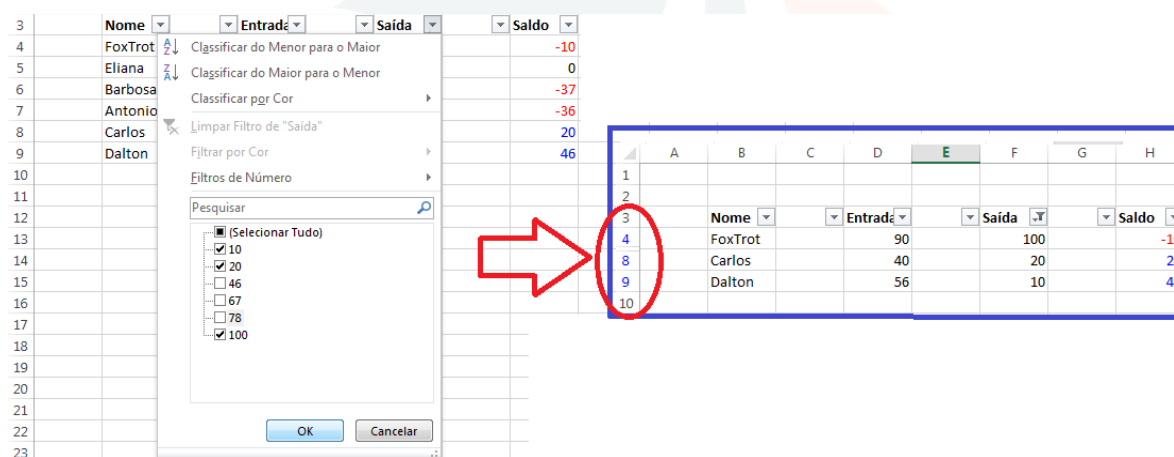 3 Nome Entrada Saída Saldo
4 FoxTrot -10
5 Eliana 0
6 Barbosa -37
7 Antonio -36
8 Carlos 20
9 Dalton 46
10
11
12
13
14
15
16
17
18
19
20
21
22
23
Classificar do Menor para o Maior
Classificar do Maior para o Menor
Classificar por Cor
Limpar Filtro de "Saída"
Filtrar por Cor
Filtros de Número
Pesquisar
(Selecionar Tudo)
10
20
46
67
78
100
OK Cancelar
A B C D E F G H
1
2
3 Nome Entrada Saída Saldo
4 FoxTrot 90 100 -1
8 Carlos 40 20 2
9 Dalton 56 10 4
10